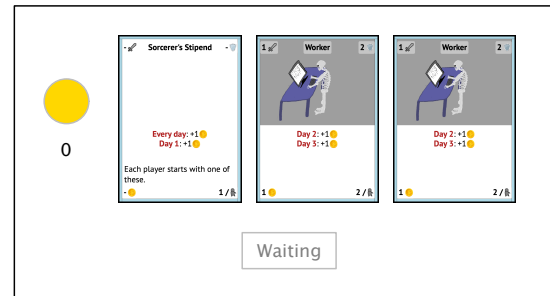 0
- Sorcerer's Stipend -
Every day: +1
Day 1: +1
Each player starts with one of
these.
- 1 /
1 Worker 2
Day 2: +1
Day 3: +1
1 2 /
1 Worker 2
Day 2: +1
Day 3: +1
1 2 /
Waiting